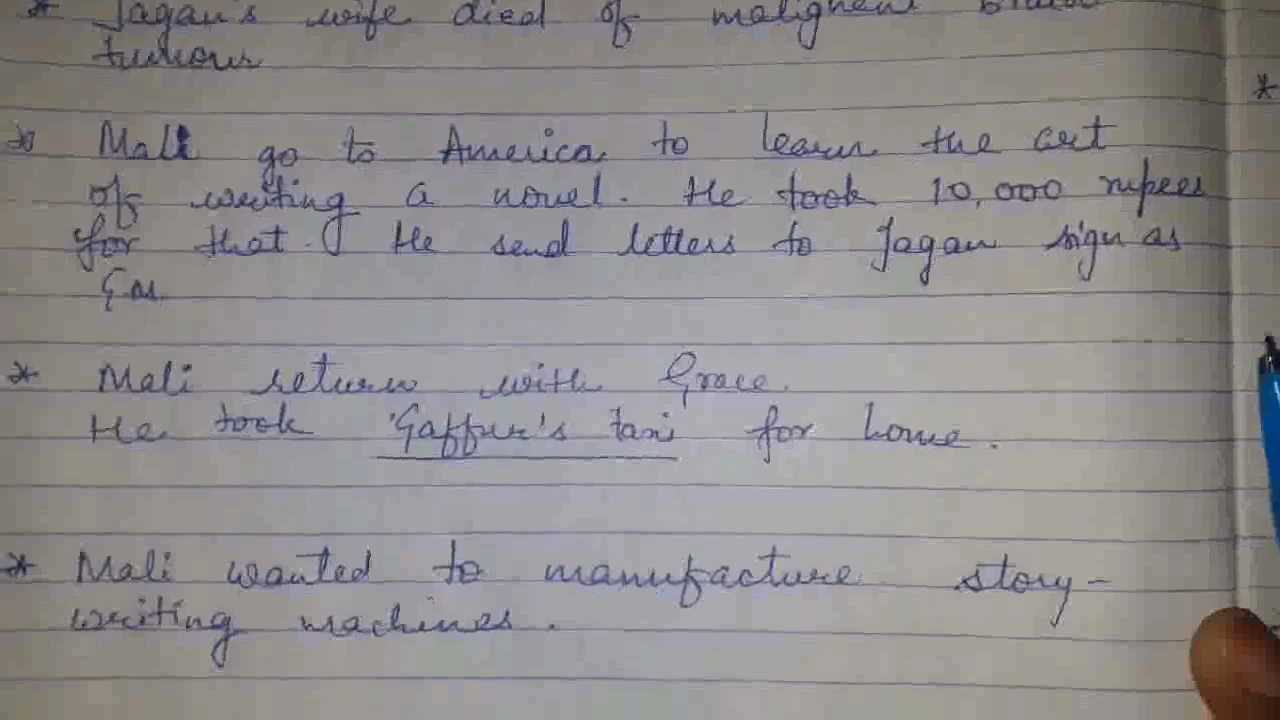 * Jagan's wife died of malignent Brain
tumour
* Mali go to America to learn the art
of writing a novel. He took 10,000 rupees
for that. He send letters to Jagan sign as
* Mali return with Grace.
He took 'Gaffur's taxi for home.
* Mali wanted to manufacture story-
writing machines.
*